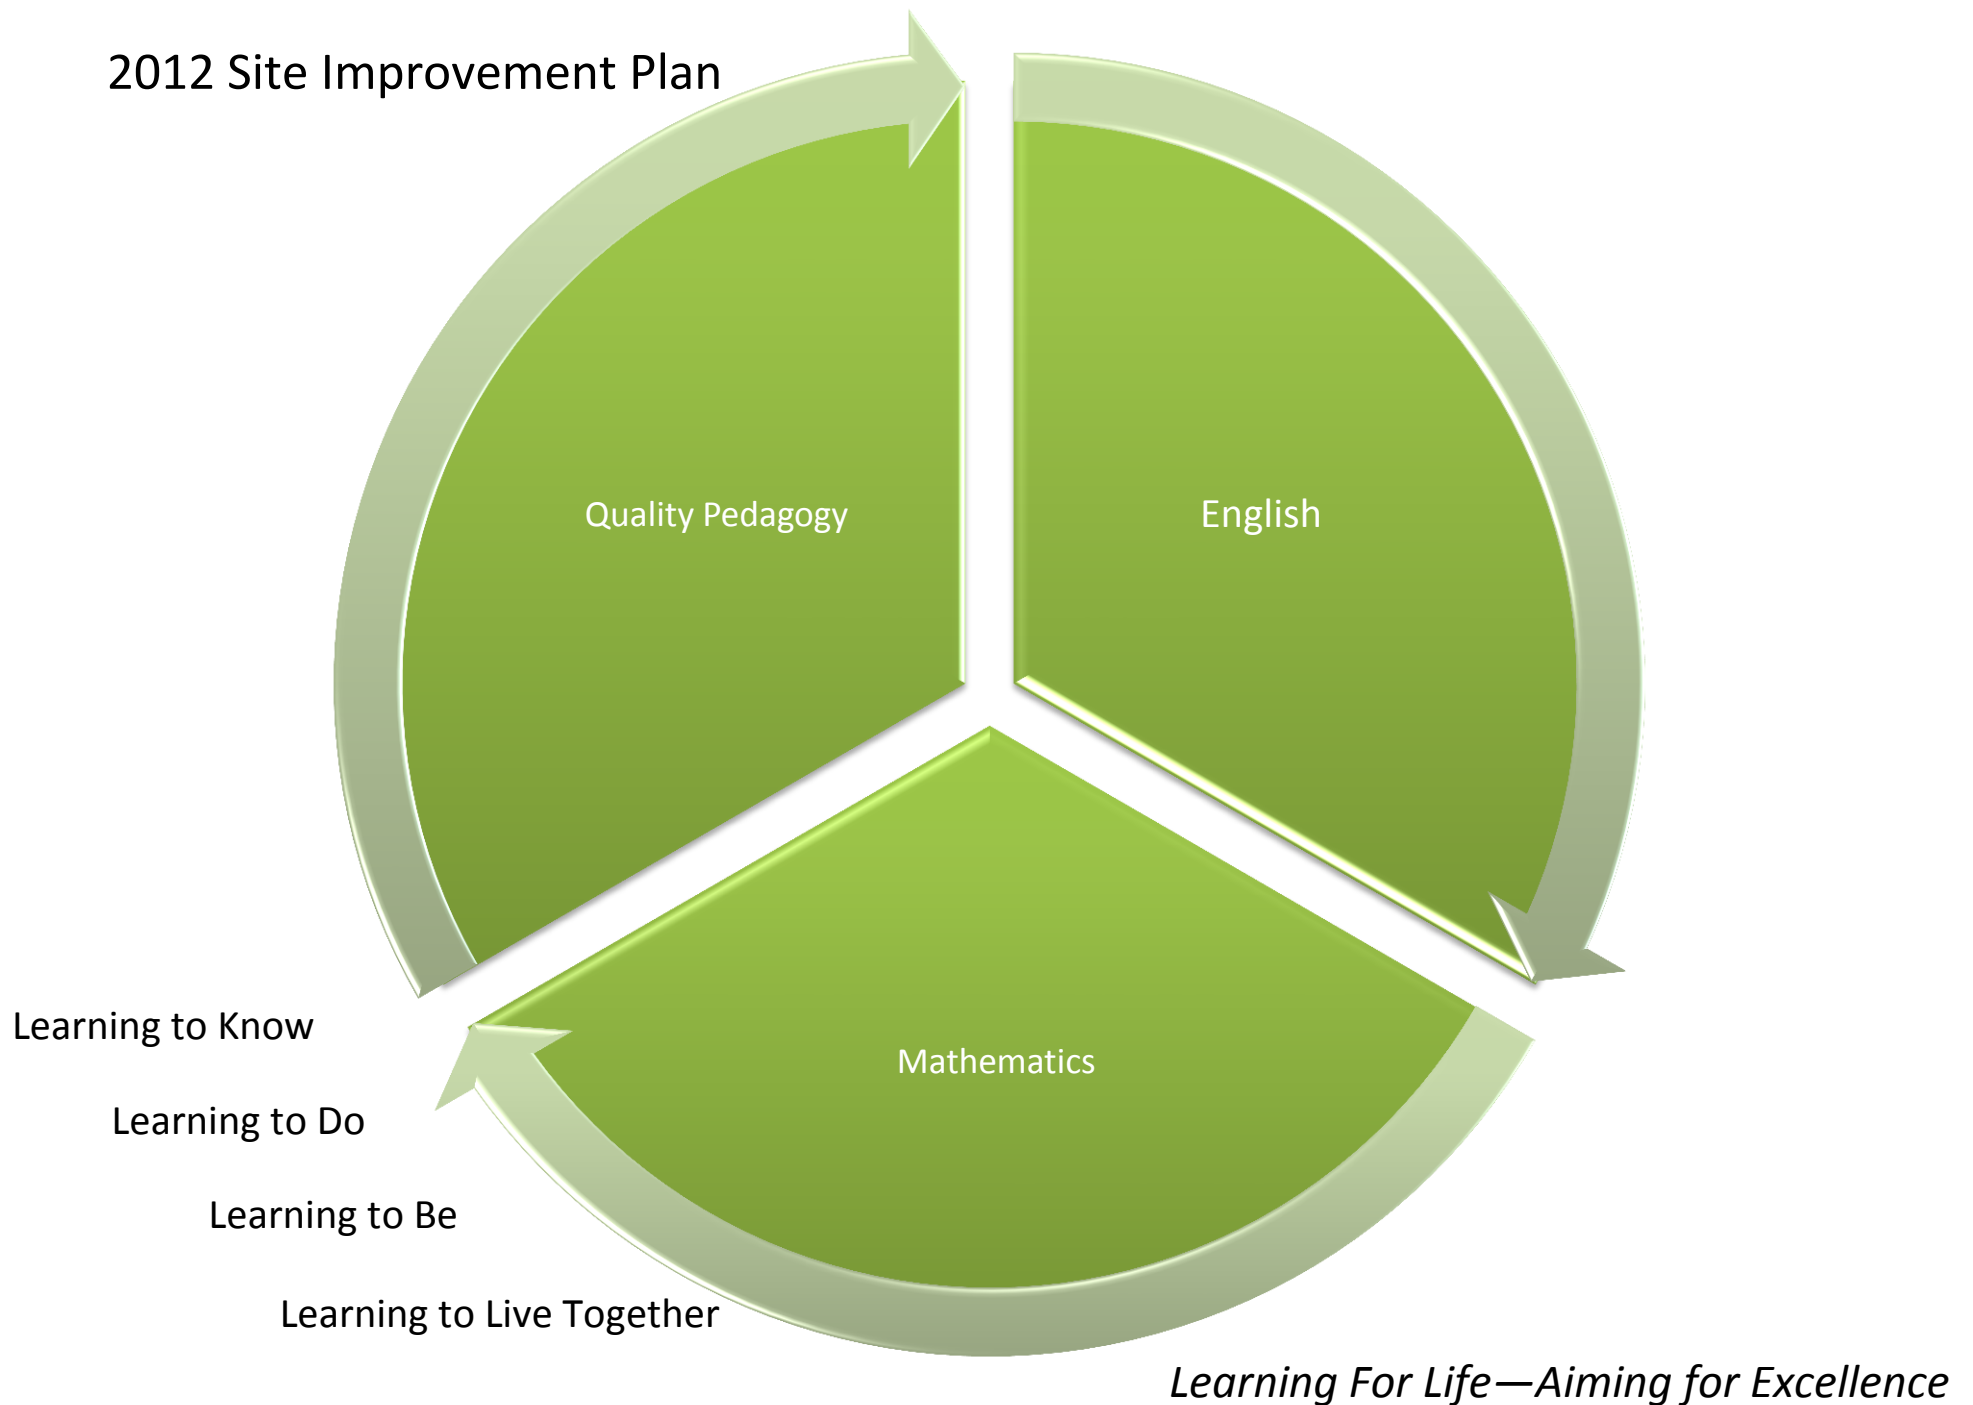 2012 Site Improvement Plan
Quality Pedagogy
English
Mathematics
Learning to Know
Learning to Do
Learning to Be
Learning to Live Together
Learning For Life—Aiming for Excellence